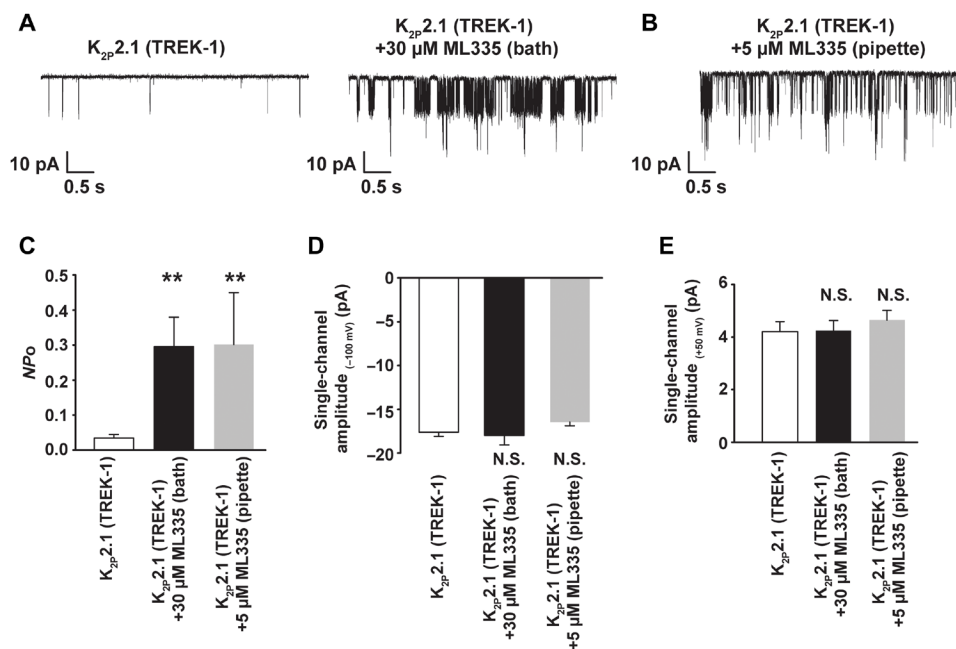 A
K2P2.1 (TREK-1)
10 pA
0.5 s
K2P2.1 (TREK-1)
+30 µM ML335 (bath)
10 pA
0.5 s
B
K2P2.1 (TREK-1)
+5 µM ML335 (pipette)
10 pA
0.5 s
C
NPo
0.5
0.4
0.3
0.2
0.1
0.0
**
**
K2P2.1 (TREK-1)
K2P2.1 (TREK-1)
+30 µM ML335 (bath)
K2P2.1 (TREK-1)
+5 µM ML335 (pipette)
D
Single-channel
amplitude (−100 mV) (pA)
0
−5
−10
−15
−20
N.S.
N.S.
K2P2.1 (TREK-1)
K2P2.1 (TREK-1)
+30 µM ML335 (bath)
K2P2.1 (TREK-1)
+5 µM ML335 (pipette)
E
Single-channel
amplitude (+50 mV) (pA)
6
4
2
0
N.S.
N.S.
K2P2.1 (TREK-1)
K2P2.1 (TREK-1)
+30 µM ML335 (bath)
K2P2.1 (TREK-1)
+5 µM ML335 (pipette)